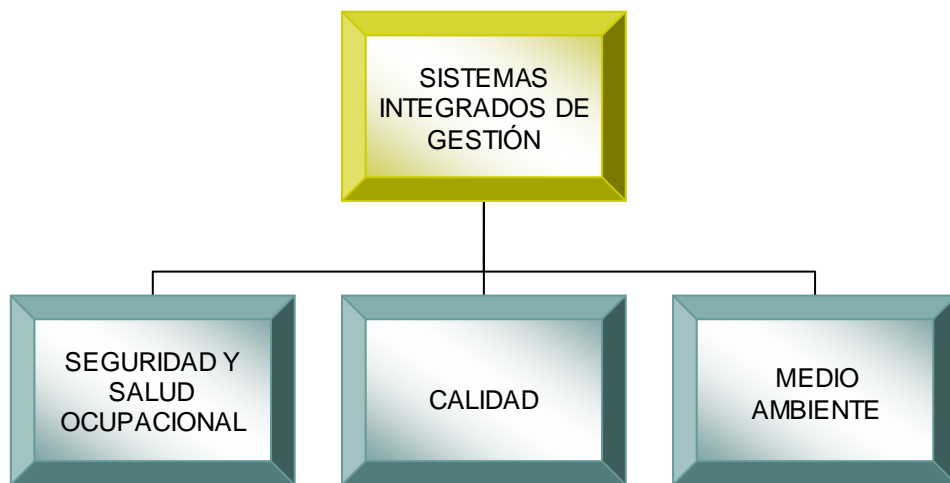 SISTEMAS
INTEGRADOS DE
GESTIÓN
SEGURIDAD Y
SALUD
OCUPACIONAL
CALIDAD
MEDIO
AMBIENTE